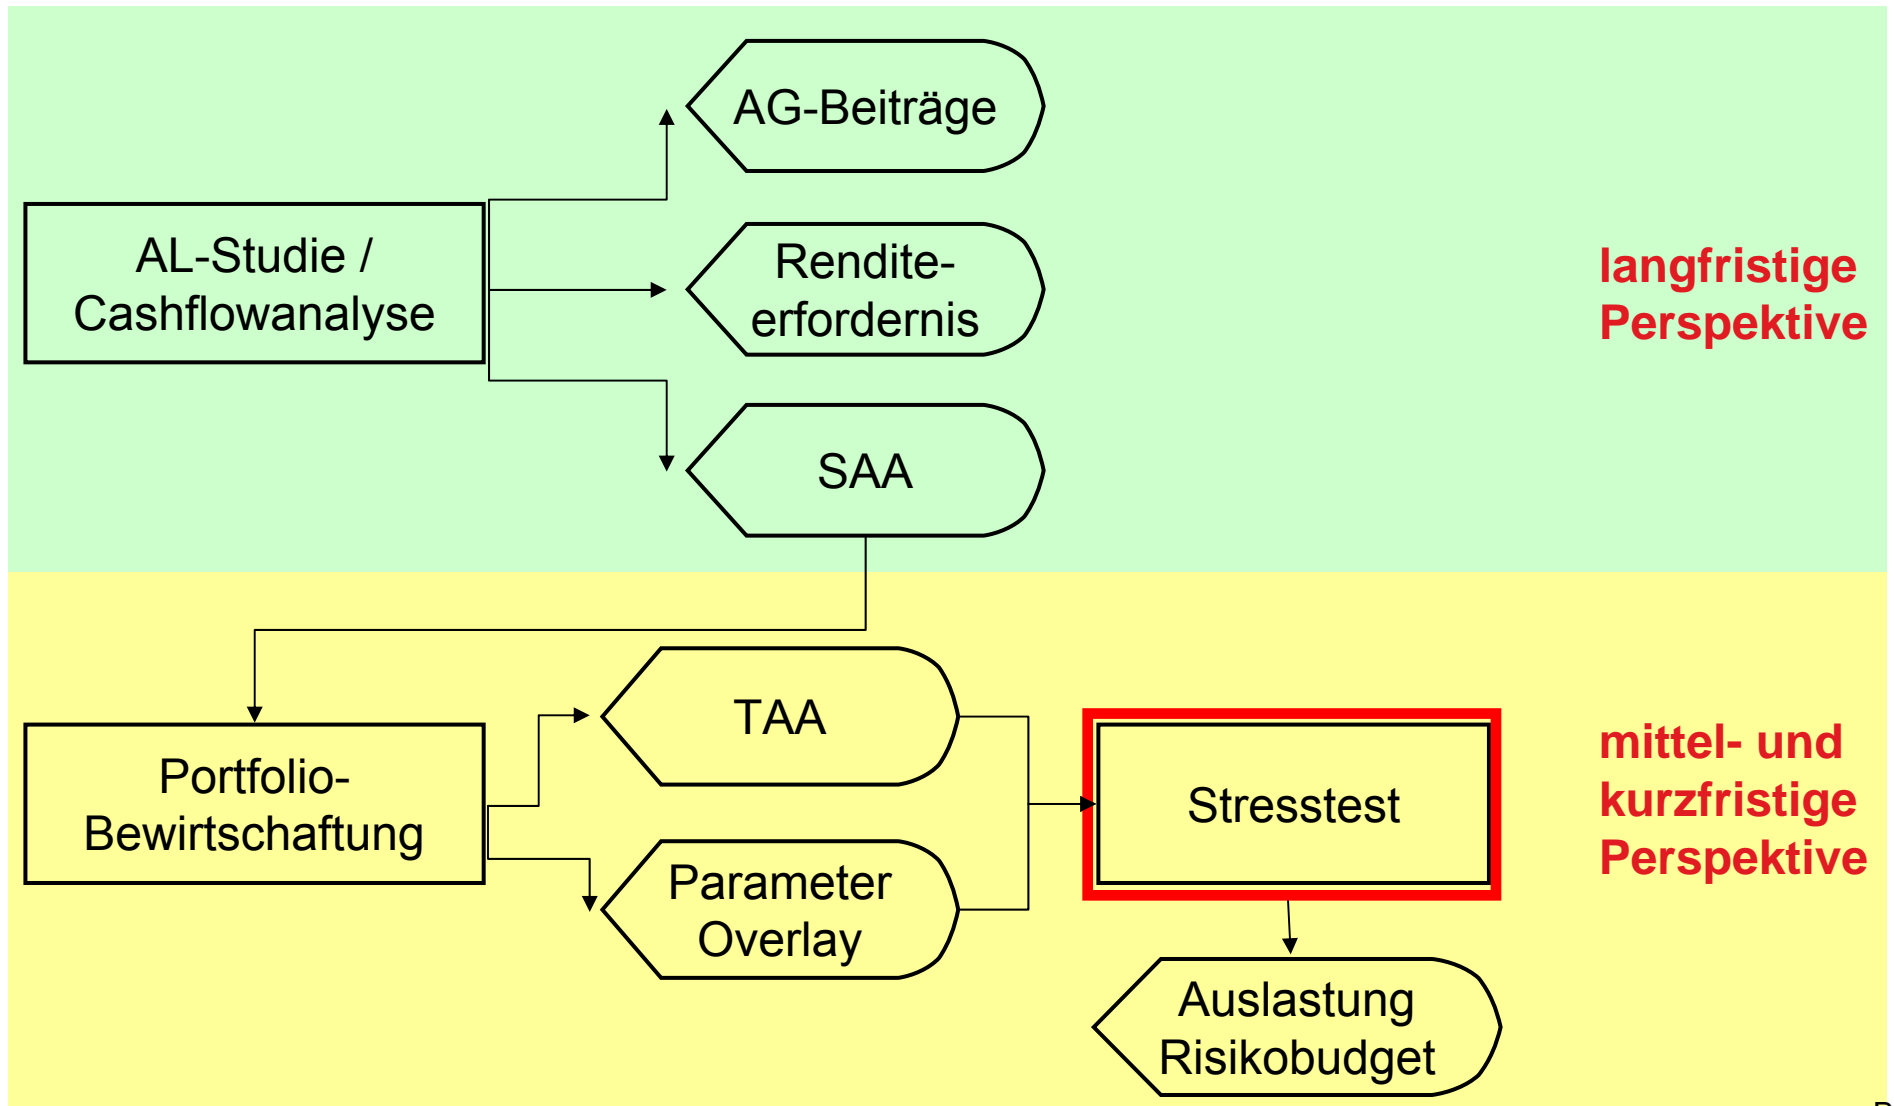 AG-Beiträge
AL-Studie /
Cashflowanalyse
Rendite-
erfordernis
langfristige
Perspektive
SAA
TAA
Portfolio-
Bewirtschaftung
Stresstest
mittel- und
kurzfristige
Perspektive
Parameter
Overlay
Auslastung
Risikobudget